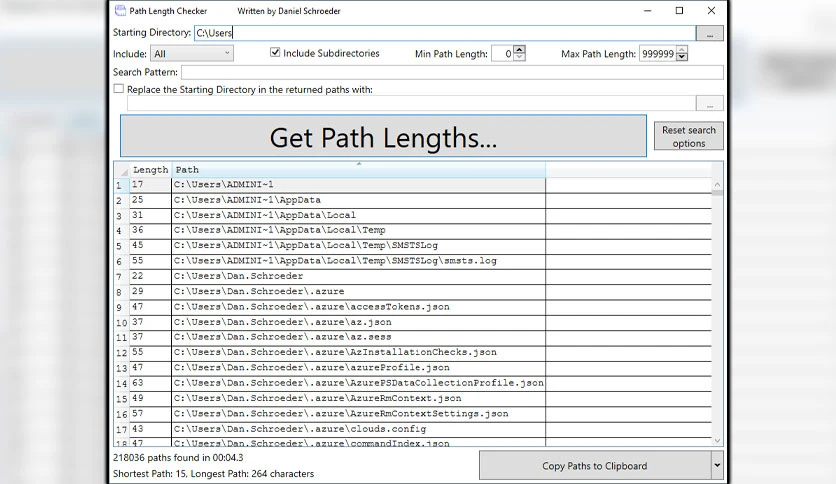 Path Length Checker Written by Daniel Schroeder
Starting Directory: C:\Users ...
Include: All Include Subdirectories Min Path Length: 0 Max Path Length: 999999
Search Pattern:
Replace the Starting Directory in the returned paths with:
...
Get Path Lengths... Reset search options
Length Path
1 17 C:\Users\ADMINI~1
2 25 C:\Users\ADMINI~1\AppData
3 31 C:\Users\ADMINI~1\AppData\Local
4 36 C:\Users\ADMINI~1\AppData\Local\Temp
5 45 C:\Users\ADMINI~1\AppData\Local\Temp\SMSTSLog
6 55 C:\Users\ADMINI~1\AppData\Local\Temp\SMSTSLog\smsts.log
7 22 C:\Users\Dan.Schroeder
8 29 C:\Users\Dan.Schroeder\.azure
9 47 C:\Users\Dan.Schroeder\.azure\accessTokens.json
10 37 C:\Users\Dan.Schroeder\.azure\az.json
11 37 C:\Users\Dan.Schroeder\.azure\az.sess
12 55 C:\Users\Dan.Schroeder\.azure\AzInstallationChecks.json
13 47 C:\Users\Dan.Schroeder\.azure\azureProfile.json
14 63 C:\Users\Dan.Schroeder\.azure\AzurePSDataCollectionProfile.json
15 49 C:\Users\Dan.Schroeder\.azure\AzureRmContext.json
16 57 C:\Users\Dan.Schroeder\.azure\AzureRmContextSettings.json
17 43 C:\Users\Dan.Schroeder\.azure\clouds.config
18 47 C:\Users\Dan.Schroeder\.azure\commandIndex.json
218036 paths found in 00:04.3
Shortest Path: 15, Longest Path: 264 characters
Copy Paths to Clipboard